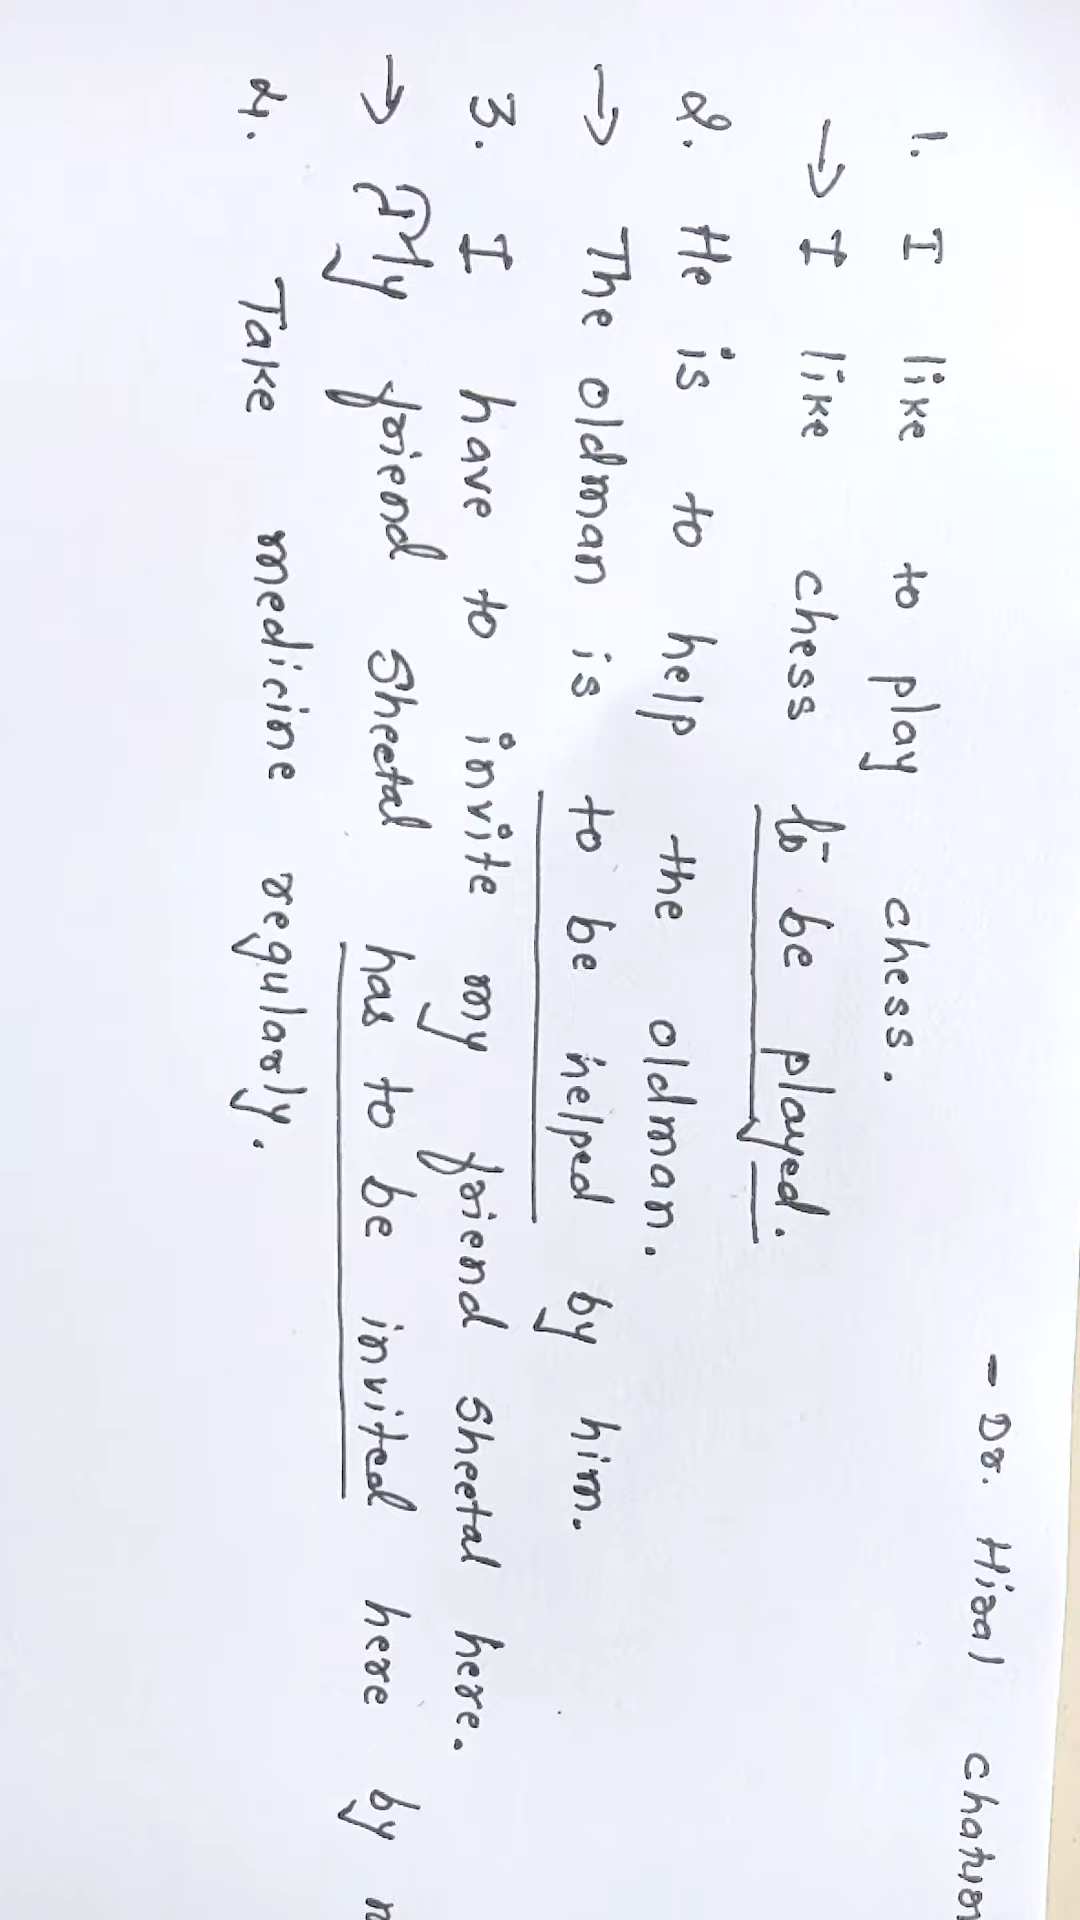 - Dr. Hiral
1. I like to play chess.
→ I like chess to be played.
2. He is to help the oldman.
→ The oldman is to be helped by him.
3. I have to invite my friend Sheetal here.
→ My friend Sheetal has to be invited here by
4. Take medicine regularly.